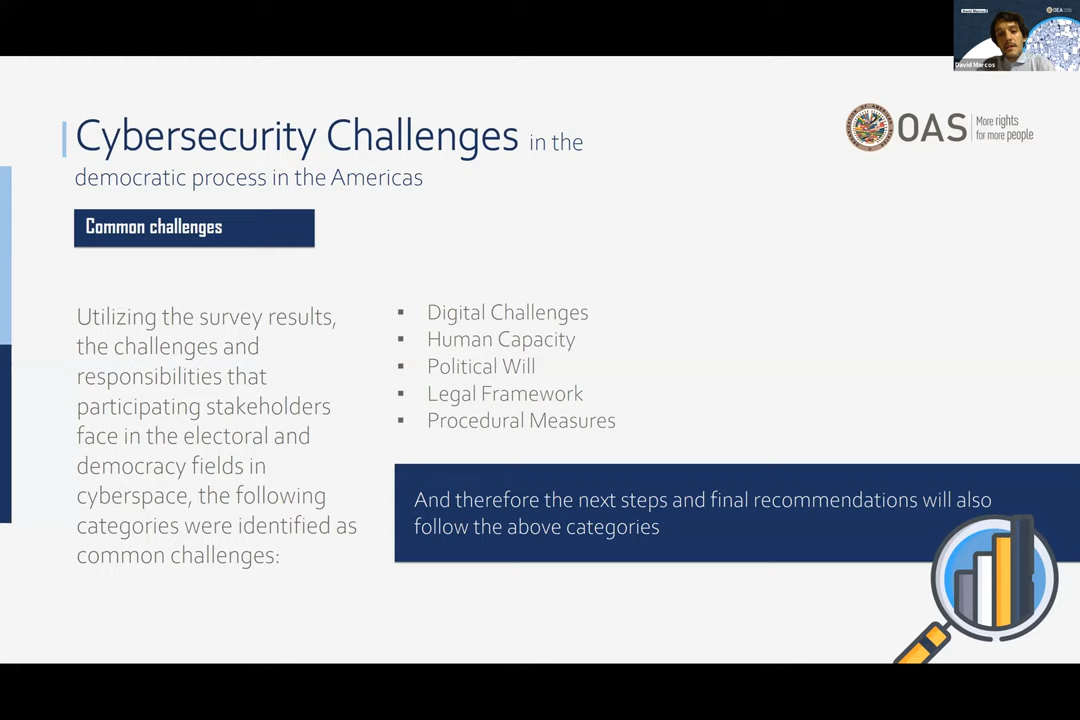 David Marcos
OEA
David Marcos
Cybersecurity Challenges in the
democratic process in the Americas
OAS
More rights
for more people
Common challenges
Utilizing the survey results,
the challenges and
responsibilities that
participating stakeholders
face in the electoral and
democracy fields in
cyberspace, the following
categories were identified as
common challenges:
▪ Digital Challenges
▪ Human Capacity
▪ Political Will
▪ Legal Framework
▪ Procedural Measures
And therefore the next steps and final recommendations will also
follow the above categories